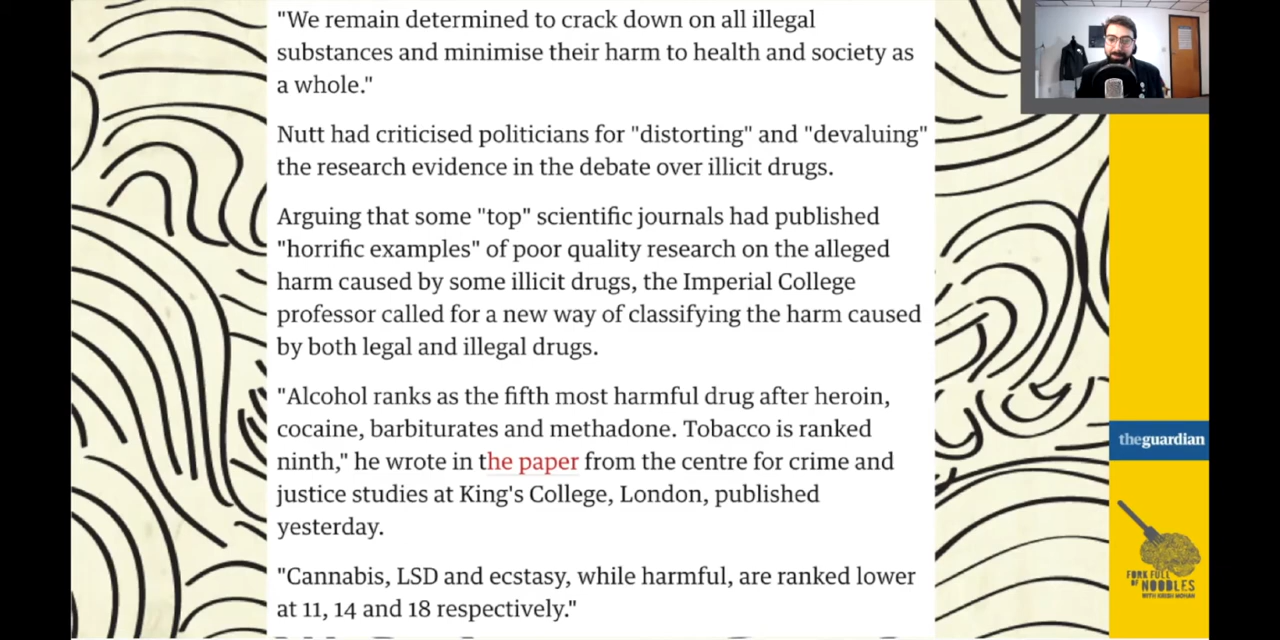 "We remain determined to crack down on all illegal
substances and minimise their harm to health and society as
a whole."
Nutt had criticised politicians for "distorting" and "devaluing"
the research evidence in the debate over illicit drugs.
Arguing that some "top" scientific journals had published
"horrific examples" of poor quality research on the alleged
harm caused by some illicit drugs, the Imperial College
professor called for a new way of classifying the harm caused
by both legal and illegal drugs.
"Alcohol ranks as the fifth most harmful drug after heroin,
cocaine, barbiturates and methadone. Tobacco is ranked
ninth," he wrote in the paper from the centre for crime and
justice studies at King's College, London, published
yesterday.
"Cannabis, LSD and ecstasy, while harmful, are ranked lower
at 11, 14 and 18 respectively."
theguardian
FORK FULL
OF NOODLES
WITH KRISH MOHAN